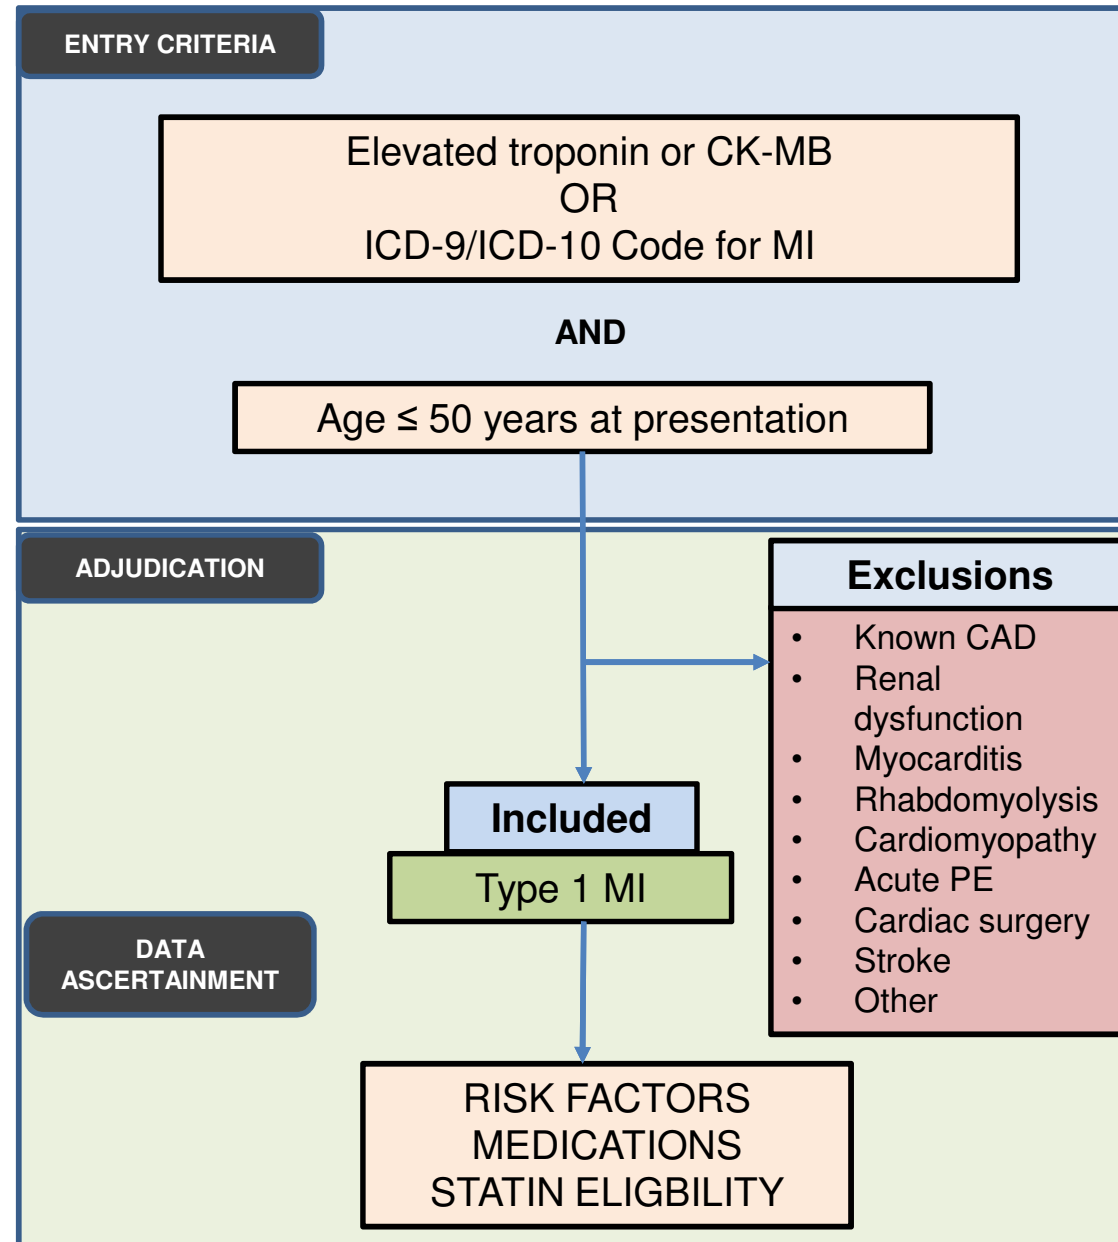 ENTRY CRITERIA
Elevated troponin or CK-MB
OR
ICD-9/ICD-10 Code for MI
AND
Age ≤ 50 years at presentation
ADJUDICATION
Exclusions
• Known CAD
• Renal
dysfunction
• Myocarditis
• Rhabdomyolysis
• Cardiomyopathy
• Acute PE
• Cardiac surgery
• Stroke
• Other
Included
Type 1 MI
DATA
ASCERTAINMENT
RISK FACTORS
MEDICATIONS
STATIN ELIGBILITY